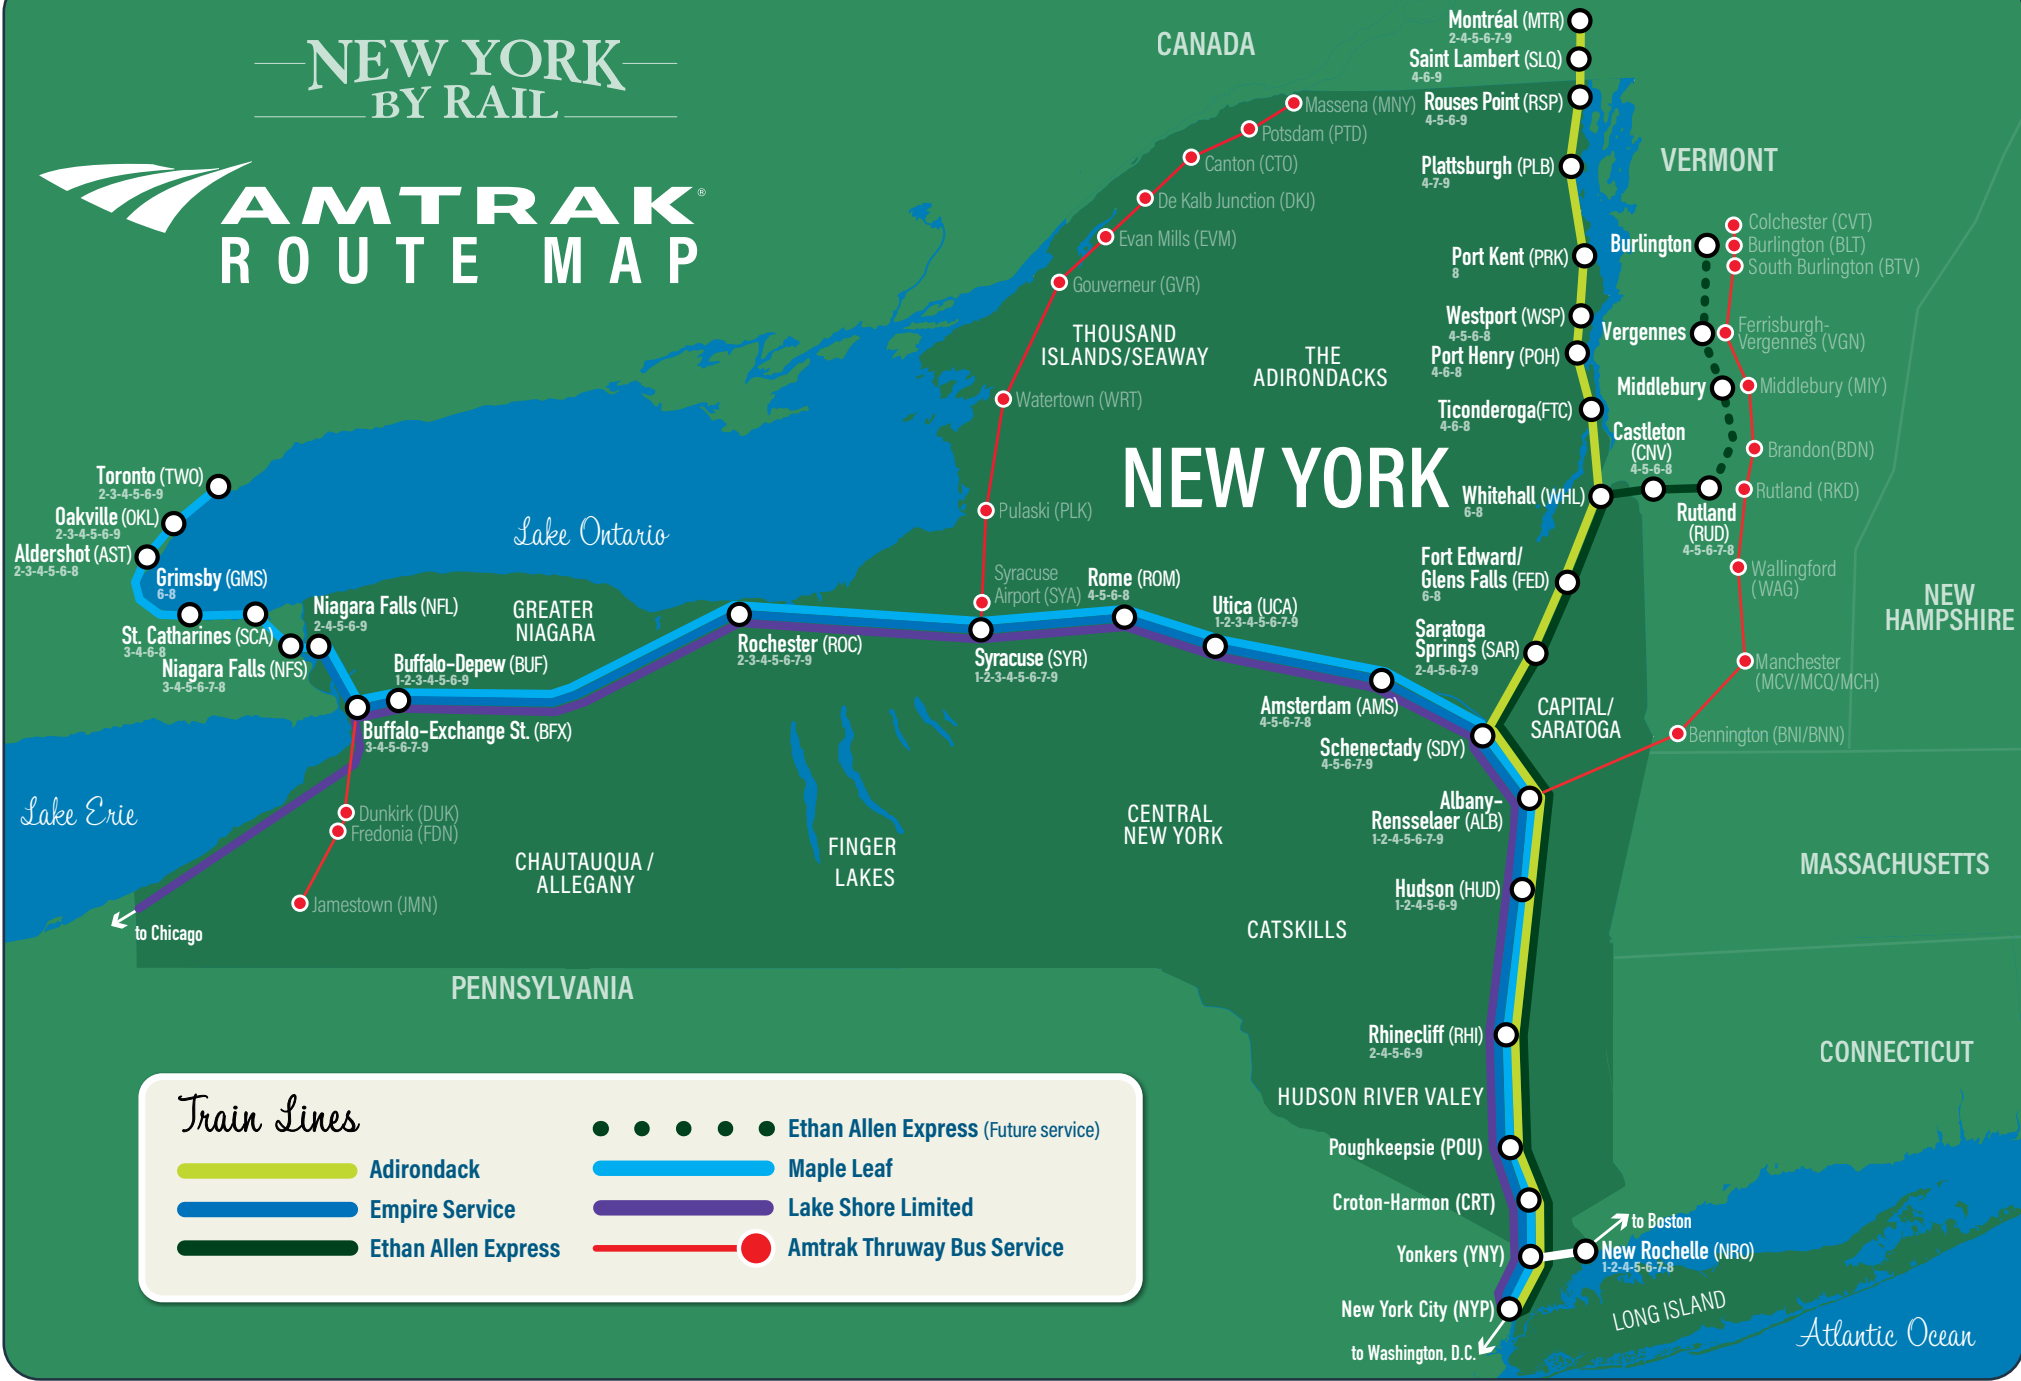 NEW YORK
BY RAIL
AMTRAK®
ROUTE MAP
CANADA
VERMONT
NEW
HAMPSHIRE
MASSACHUSETTS
CONNECTICUT
PENNSYLVANIA
NEW YORK
Montréal (MTR)
2-4-5-6-7-9
Saint Lambert (SLQ)
4-6-9
Rouses Point (RSP)
4-5-6-9
Plattsburgh (PLB)
4-7-9
Port Kent (PRK)
8
Westport (WSP)
4-5-6-8
Port Henry (POH)
4-6-8
Ticonderoga(FTC)
4-6-8
Whitehall (WHL)
6-8
Castleton
(CNV)
4-5-6-8
Rutland
(RUD)
4-5-6-7-8
Burlington
Vergennes
Middlebury
Colchester (CVT)
Burlington (BLT)
South Burlington (BTV)
Ferrisburgh-
Vergennes (VGN)
Middlebury (MIY)
Brandon(BDN)
Rutland (RKD)
Wallingford
(WAG)
Manchester
(MCV/MCQ/MCH)
Bennington (BNI/BNN)
Massena (MNY)
Potsdam (PTD)
Canton (CTO)
De Kalb Junction (DKJ)
Evan Mills (EVM)
Gouverneur (GVR)
Watertown (WRT)
Pulaski (PLK)
Syracuse
Airport (SYA)
THOUSAND
ISLANDS/SEAWAY
THE
ADIRONDACKS
Toronto (TWO)
2-3-4-5-6-9
Oakville (OKL)
2-3-4-5-6-9
Aldershot (AST)
2-3-4-5-6-8
Grimsby (GMS)
6-8
St. Catharines (SCA)
3-4-6-8
Niagara Falls (NFS)
3-4-5-6-7-8
Niagara Falls (NFL)
2-4-5-6-9
Lake Ontario
GREATER
NIAGARA
Buffalo-Depew (BUF)
1-2-3-4-5-6-9
Buffalo-Exchange St. (BFX)
3-4-5-6-7-9
Rochester (ROC)
2-3-4-5-6-7-9
Syracuse (SYR)
1-2-3-4-5-6-7-9
Rome (ROM)
4-5-6-8
Utica (UCA)
1-2-3-4-5-6-7-9
Amsterdam (AMS)
4-5-6-7-8
Schenectady (SDY)
4-5-6-7-9
Fort Edward/
Glens Falls (FED)
6-8
Saratoga
Springs (SAR)
2-4-5-6-7-9
CAPITAL/
SARATOGA
Albany-
Rensselaer (ALB)
1-2-4-5-6-7-9
Hudson (HUD)
1-2-4-5-6-9
Rhinecliff (RHI)
2-4-5-6-9
HUDSON RIVER VALEY
Poughkeepsie (POU)
Croton-Harmon (CRT)
Yonkers (YNY)
New York City (NYP)
to Washington, D.C.
to Boston
New Rochelle (NRO)
1-2-4-5-6-7-8
LONG ISLAND
Atlantic Ocean
Lake Erie
Dunkirk (DUK)
Fredonia (FDN)
Jamestown (JMN)
to Chicago
CHAUTAUQUA /
ALLEGANY
FINGER
LAKES
CENTRAL
NEW YORK
CATSKILLS
Train Lines
Adirondack
Empire Service
Ethan Allen Express
Ethan Allen Express (Future service)
Maple Leaf
Lake Shore Limited
Amtrak Thruway Bus Service